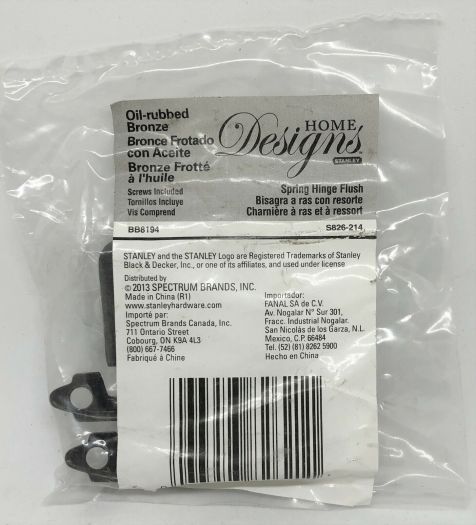 Oil-rubbed
Bronze
Bronce Frotado
con Aceite
Bronze Frotté
à l'huile
Screws Included
Tornillos Incluye
Vis Comprend
HOME
Designs
STANLEY
Spring Hinge Flush
Bisagra a ras con resorte
Charnière à ras et à ressort
BB8194
S826-214
STANLEY and the STANLEY Logo are Registered Trademarks of Stanley
Black & Decker, Inc., or one of its affiliates, and used under license.
Distributed by
© 2013 SPECTRUM BRANDS, INC.
Made in China (R1)
www.stanleyhardware.com
Importé par:
Spectrum Brands Canada, Inc.
711 Ontario Street
Cobourg, ON K9A 4L3
(800) 667-7466
Fabriqué à Chine
Importador:
FANAL SA de C.V.
Av. Nogalar N° Sur 301,
Fracc. Industrial Nogalar.
San Nicolás de los Garza, N.L.
Mexico, C.P. 66484
Tel. (52) (81) 8262 5900
Hecho en China